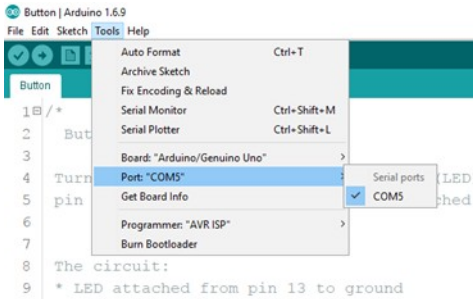 Button | Arduino 1.6.9
File Edit Sketch Tools Help
Auto Format Ctrl+T
Archive Sketch
Fix Encoding & Reload
Serial Monitor Ctrl+Shift+M
Serial Plotter Ctrl+Shift+L
Board: "Arduino/Genuino Uno"
Port: "COM5"
Get Board Info
Programmer: "AVR ISP"
Burn Bootloader
Serial ports
COM5
Button
1 /*
2 But
3
4 Turn (LED
5 pin ched
6
7
8 The circuit:
9 * LED attached from pin 13 to ground